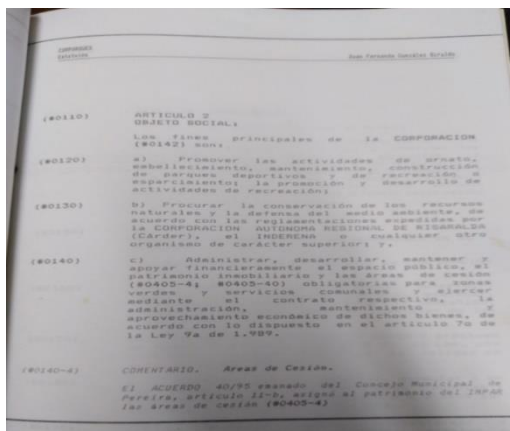 CORPORQUES
Estatutos
Juan Fernando González Giraldo
(#0110) ARTICULO 2
OBJETO SOCIAL:
Los fines principales de la CORPORACION
(#0142) son:
(#0120) a) Promover las actividades de ornato,
embellecimiento, mantenimiento, construcción
de parques deportivos y de recreación o
esparcimiento; la promoción y desarrollo de
actividades de recreación;
(#0130) b) Procurar la conservación de los recursos
naturales y la defensa del medio ambiente, de
acuerdo con las reglamentaciones expedidas por
la CORPORACION AUTONOMA REGIONAL DE RISARALDA
(CArder), el INDERENA o cualquier otro
organismo de carácter superior; y,
(#0140) c) Administrar, desarrollar, mantener y
apoyar financieramente el espacio público, el
patrimonio inmobiliario y las áreas de cesión
(#0405-4; #0405-40) obligatorias para zonas
verdes y servicios comunales y ejercer
mediante el contrato respectivo, la
administración, mantenimiento y
aprovechamiento económico de dichos bienes, de
acuerdo con lo dispuesto en el artículo 7o de
la Ley 9a de 1.989.
(#0140-4) COMENTARIO. Areas de Cesión.
El ACUERDO 40/95 emanado del Concejo Municipal de
Pereira, artículo 11-b, asignó al patrimonio del INPAR
las áreas de cesión (#0405-4)